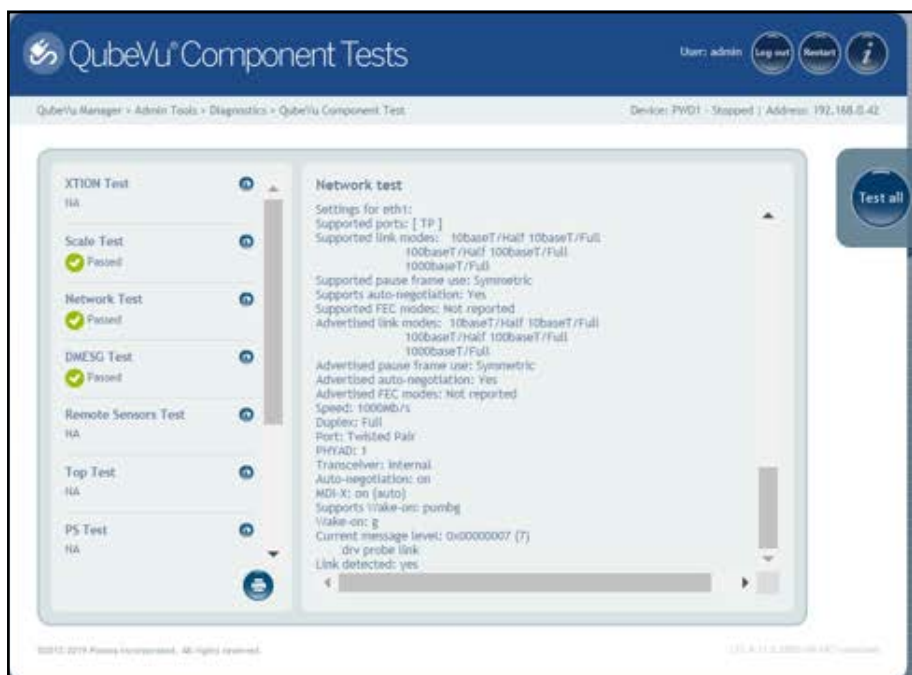 QubeVu® Component Tests
User: admin
Log out
Restart
i
QubeVu Manager > Admin Tools > Diagnostics > QubeVu Component Test
Device: PWD1 - Stopped | Address: 192.168.0.42
XTION Test
NA
Scale Test
Passed
Network Test
Passed
DMESG Test
Passed
Remote Sensors Test
NA
Top Test
NA
PS Test
NA
Network test
Settings for eth1:
Supported ports: [ TP ]
Supported link modes: 10baseT/Half 10baseT/Full
100baseT/Half 100baseT/Full
1000baseT/Full
Supported pause frame use: Symmetric
Supports auto-negotiation: Yes
Supported FEC modes: Not reported
Advertised link modes: 10baseT/Half 10baseT/Full
100baseT/Half 100baseT/Full
1000baseT/Full
Advertised pause frame use: Symmetric
Advertised auto-negotiation: Yes
Advertised FEC modes: Not reported
Speed: 1000Mb/s
Duplex: Full
Port: Twisted Pair
PHYAD: 1
Transceiver: internal
Auto-negotiation: on
MDI-X: on (auto)
Supports Wake-on: pumbg
Wake-on: g
Current message level: 0x00000007 (7)
drv probe link
Link detected: yes
Test all
All rights reserved.